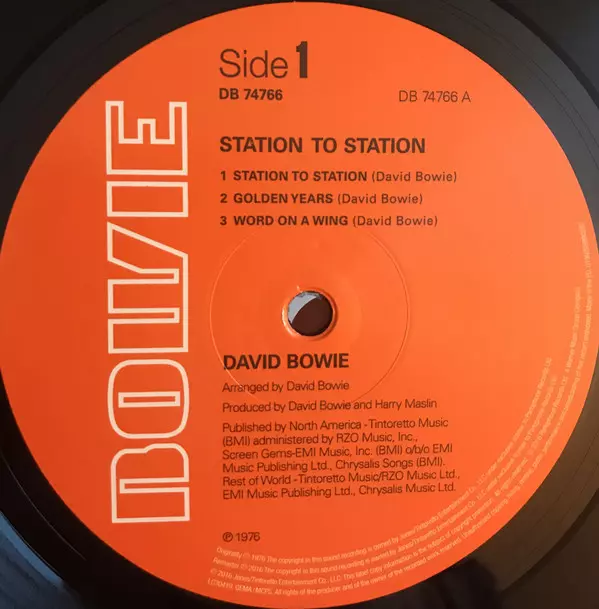 BOWIE
Side 1
DB 74766
DB 74766 A
STATION TO STATION
1 STATION TO STATION (David Bowie)
2 GOLDEN YEARS (David Bowie)
3 WORD ON A WING (David Bowie)
DAVID BOWIE
Arranged by David Bowie
Produced by David Bowie and Harry Maslin
Published by North America - Tintoretto Music
(BMI) administered by RZO Music, Inc.,
Screen Gems-EMI Music, Inc. (BMI) o/b/o EMI
Music Publishing Ltd., Chrysalis Songs (BMI).
Rest of World - Tintoretto Music/RZO Music Ltd.,
EMI Music Publishing Ltd., Chrysalis Music Ltd.
℗ 1976